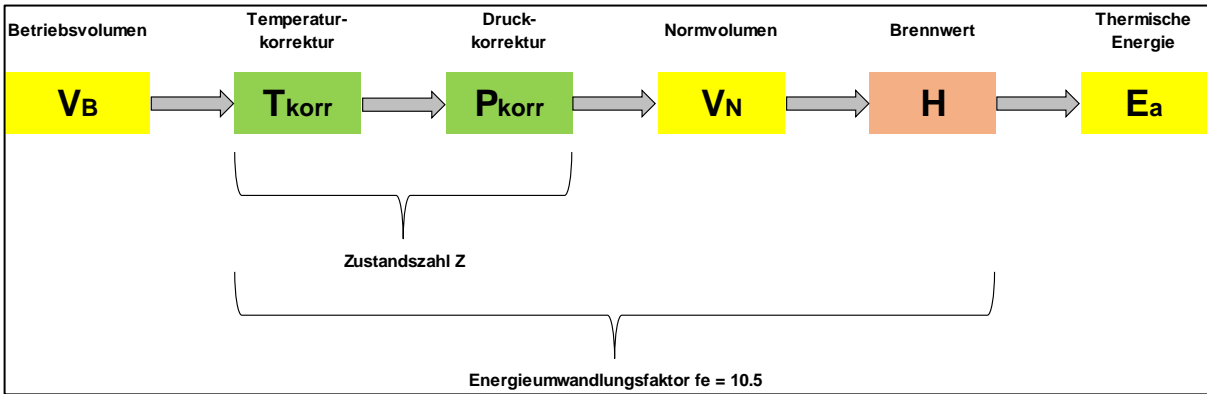 Betriebsvolumen
Temperatur-
korrektur
Druck-
korrektur
Normvolumen
Brennwert
Thermische
Energie
VB
Tkorr
Pkorr
VN
H
Ea
Zustandszahl Z
Energieumwandlungsfaktor fe = 10.5